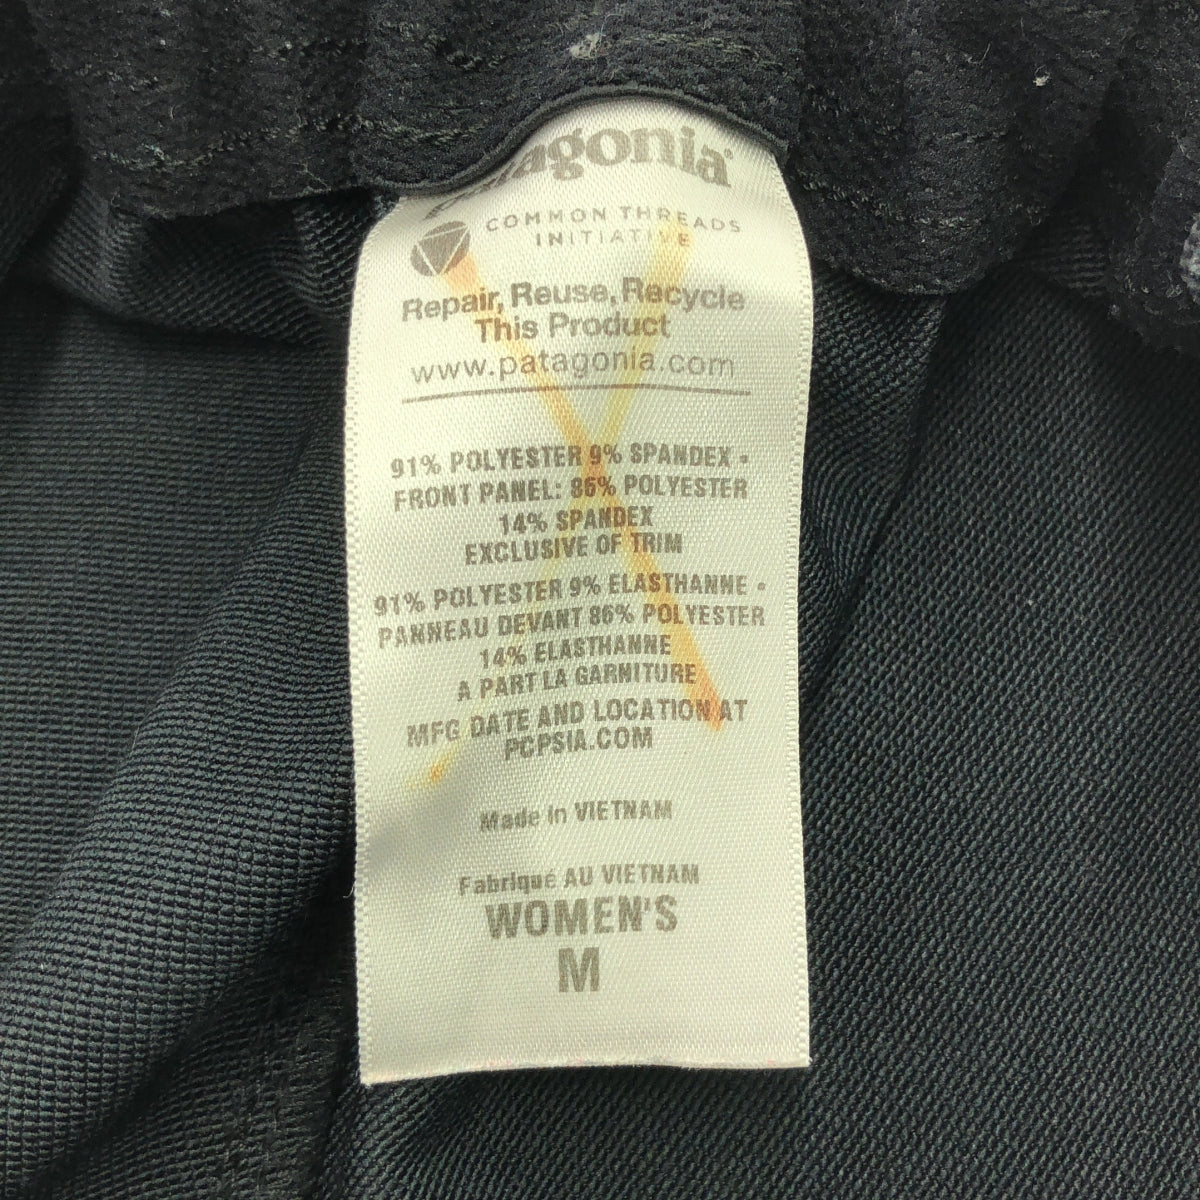 patagonia®
COMMON THREADS
INITIATIVE
Repair, Reuse, Recycle
This Product
www.patagonia.com
91% POLYESTER 9% SPANDEX •
FRONT PANEL: 86% POLYESTER
14% SPANDEX
EXCLUSIVE OF TRIM
91% POLYESTER 9% ELASTHANNE •
PANNEAU DEVANT 86% POLYESTER
14% ELASTHANNE
A PART LA GARNITURE
MFG DATE AND LOCATION AT
PCPSIA.COM
Made in VIETNAM
Fabriqué AU VIETNAM
WOMEN'S
M